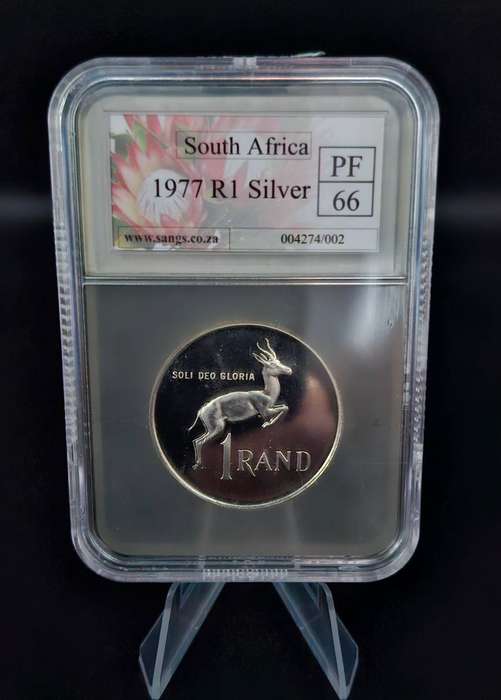 South Africa
1977 R1 Silver
PF
66
www.sangs.co.za
004274/002
SOLI DEO GLORIA
1 RAND